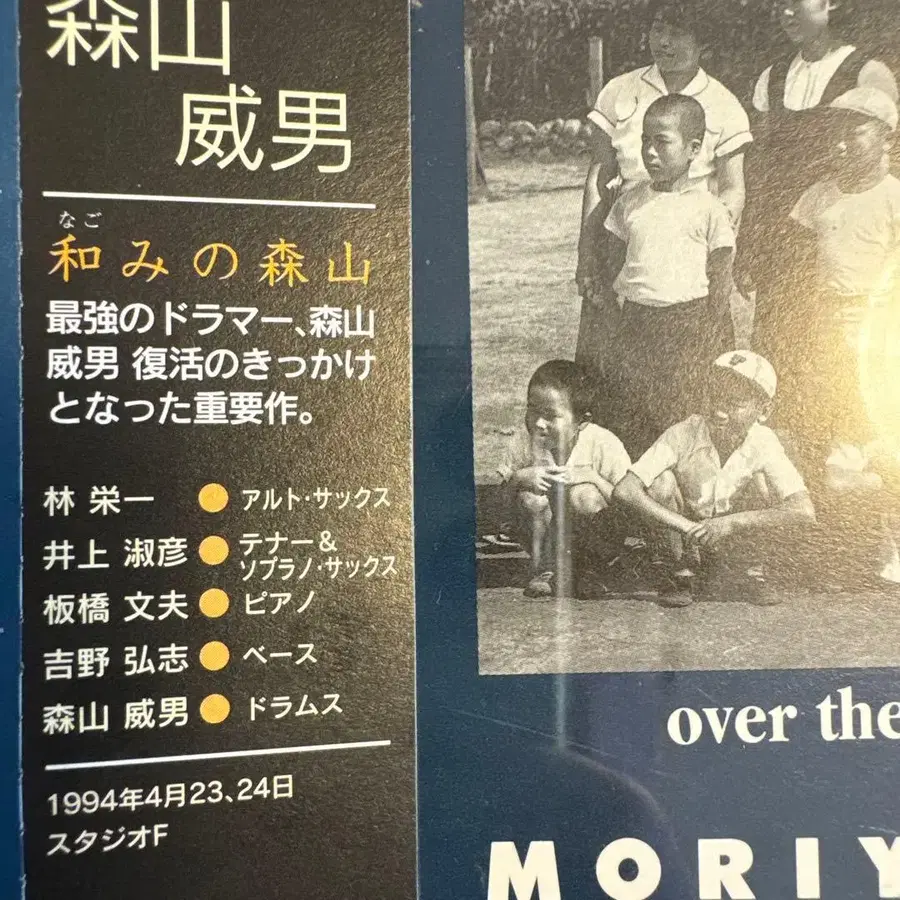 森山
威男
なご
和みの森山
最強のドラマー、森山
威男 復活のきっかけ
となった重要作。
林 栄一 ● アルト・サックス
井上 淑彦 ● テナー&
ソプラノ・サックス
板橋 文夫 ● ピアノ
吉野 弘志 ● ベース
森山 威男 ● ドラムス
1994年4月23、24日
スタジオF
over the
MORIY